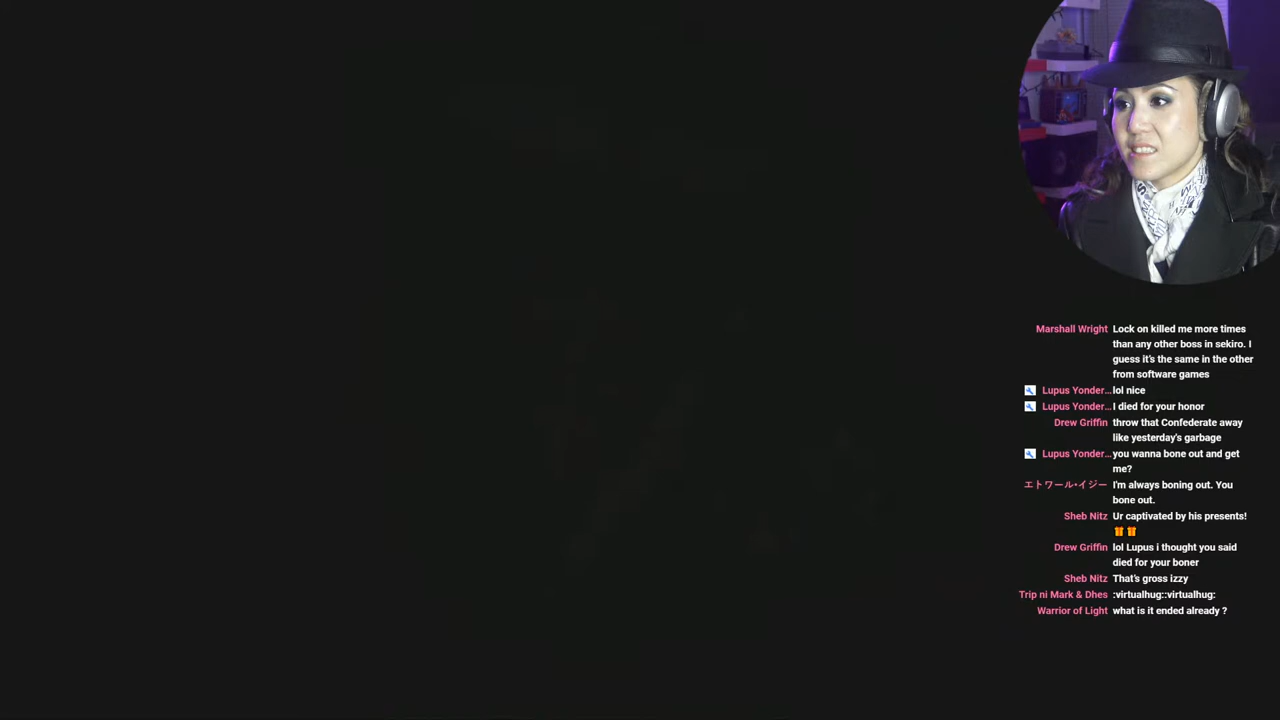 Marshall Wright Lock on killed me more times
than any other boss in sekiro. I
guess it's the same in the other
from software games
Lupus Yonder... lol nice
Lupus Yonder... I died for your honor
Drew Griffin throw that Confederate away
like yesterday's garbage
Lupus Yonder... you wanna bone out and get
me?
エトワール・イジー I'm always boning out. You
bone out.
Sheb Nitz Ur captivated by his presents!
🎁🎁
Drew Griffin lol Lupus i thought you said
died for your boner
Sheb Nitz That's gross izzy
Trip ni Mark & Dhes :virtualhug::virtualhug:
Warrior of Light what is it ended already ?